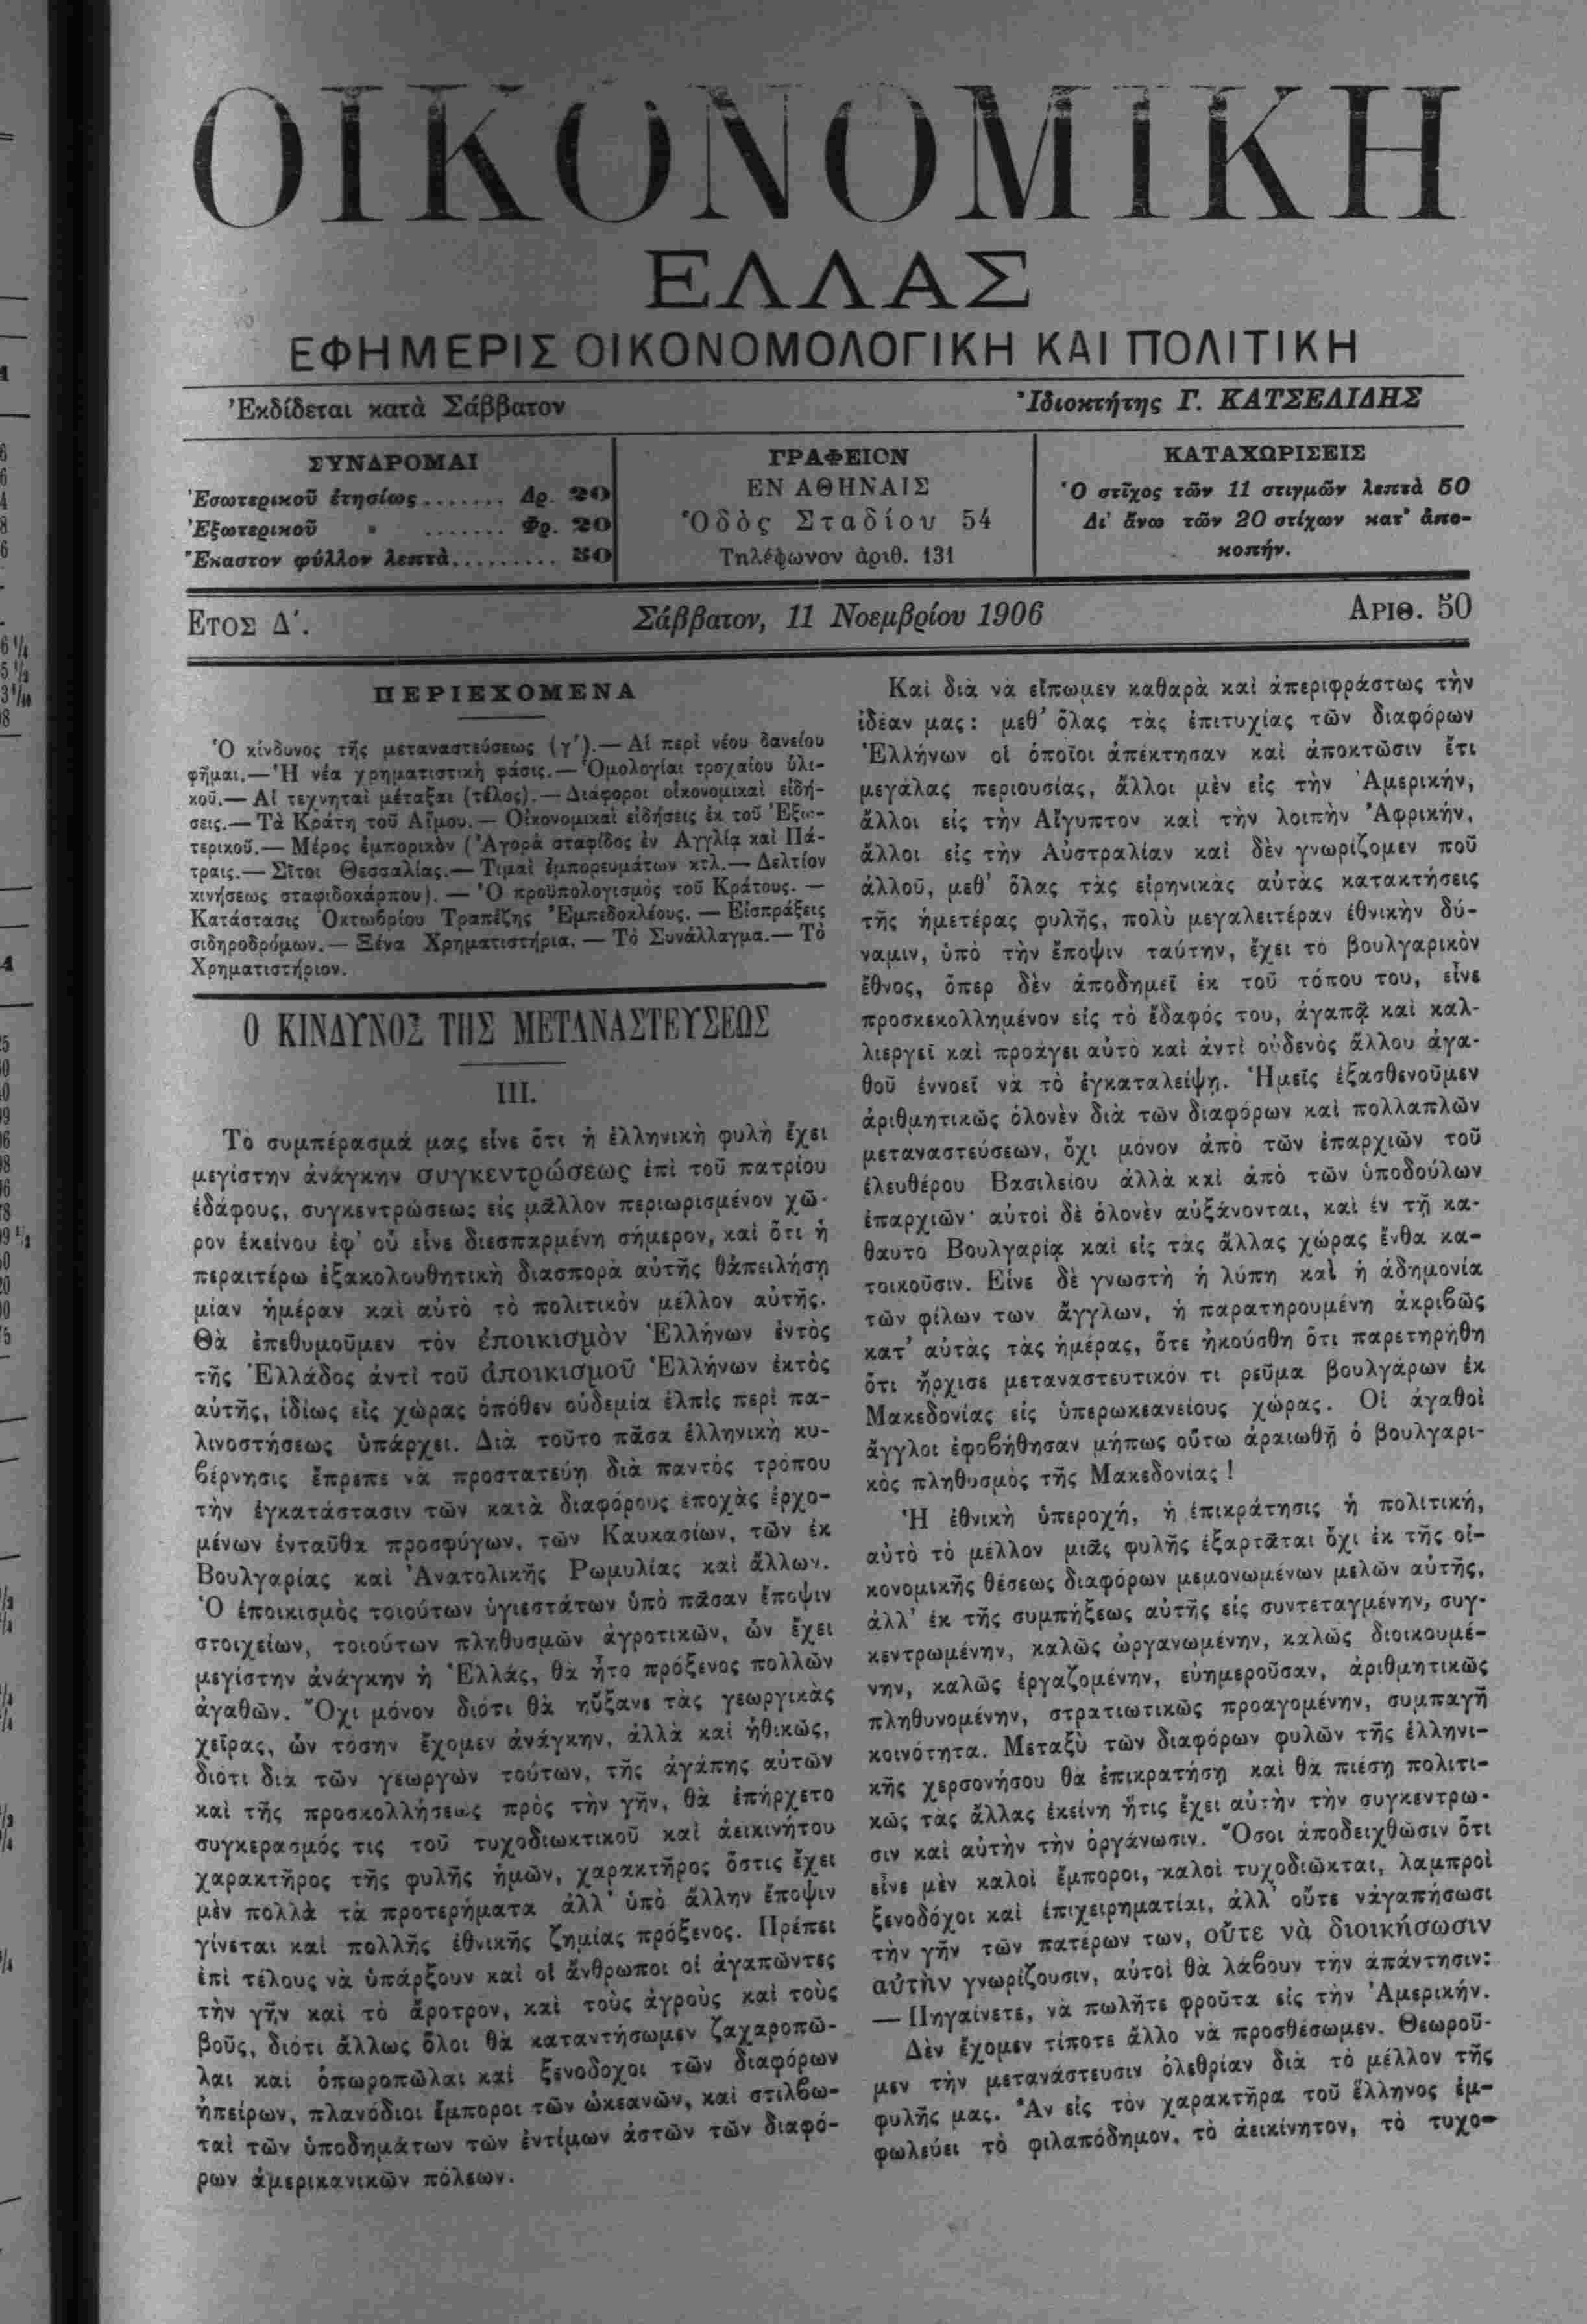 ΟΙΚΟΝΟΜΙΚΗ
ΕΛΛΑΣ
ΕΦΗΜΕΡΙΣ ΟΙΚΟΝΟΜΟΛΟΓΙΚΗ ΚΑΙ ΠΟΛΙΤΙΚΗ
Ἐκδίδεται κατὰ Σάββατον
Ἰδιοκτήτης Γ. ΚΑΤΣΕΛΙΔΗΣ
ΣΥΝΔΡΟΜΑΙ
Ἐσωτερικοῦ ἐτησίως ....... Δρ. 20
Ἐξωτερικοῦ » ....... Φρ. 20
Ἕκαστον φύλλον λεπτὰ .......... 50
ΓΡΑΦΕΙΟΝ
ΕΝ ΑΘΗΝΑΙΣ
Ὁδὸς Σταδίου 54
Τηλέφωνον ἀριθ. 131
ΚΑΤΑΧΩΡΙΣΕΙΣ
Ὁ στῖχος τῶν 11 στιγμῶν λεπτὰ 50
Δι' ἄνω τῶν 20 στίχων κατ' ἀπο-
κοπήν.
ΕΤΟΣ Δ'.
Σάββατον, 11 Νοεμβρίου 1906
ΑΡΙΘ. 50
ΠΕΡΙΕΧΟΜΕΝΑ
Ὁ κίνδυνος τῆς μεταναστεύσεως (γ').— Αἱ περὶ νέου δανείου
φῆμαι.— Ἡ νέα χρηματιστικὴ φάσις.— Ὁμολογίαι τροχαίου ὑλι-
κοῦ.— Αἱ τεχνηταὶ μέταξαι (τέλος).— Διάφοροι οἰκονομικαὶ εἰδή-
σεις.— Τὰ Κράτη τοῦ Αἵμου.— Οἰκονομικαὶ εἰδήσεις ἐκ τοῦ Ἐξω-
τερικοῦ.— Μέρος ἐμπορικὸν (Ἀγορὰ σταφίδος ἐν Ἀγγλίᾳ καὶ Πά-
τραις.— Σῖτοι Θεσσαλίας.— Τιμαὶ ἐμπορευμάτων κτλ.— Δελτίον
κινήσεως σταφιδοκάρπου). — Ὁ προϋπολογισμὸς τοῦ Κράτους. —
Κατάστασις Ὀκτωβρίου Τραπέζης Ἐμπεδοκλέους. — Εἰσπράξεις
σιδηροδρόμων.— Ξένα Χρηματιστήρια. — Τὸ Συνάλλαγμα.— Τὸ
Χρηματιστήριον.
Ο ΚΙΝΔΥΝΟΣ ΤΗΣ ΜΕΤΑΝΑΣΤΕΥΣΕΩΣ
III.
Τὸ συμπέρασμά μας εἶνε ὅτι ἡ ἑλληνικὴ φυλὴ ἔχει
μεγίστην ἀνάγκην συγκεντρώσεως ἐπὶ τοῦ πατρίου
ἐδάφους, συγκεντρώσεως εἰς μᾶλλον περιωρισμένον χῶ-
ρον ἐκείνου ἐφ' οὗ εἶνε διεσπαρμένη σήμερον, καὶ ὅτι ἡ
περαιτέρω ἐξακολουθητικὴ διασπορὰ αὐτῆς θἀπειλήσῃ
μίαν ἡμέραν καὶ αὐτὸ τὸ πολιτικὸν μέλλον αὐτῆς.
Θὰ ἐπεθυμοῦμεν τὸν ἐποικισμὸν Ἑλλήνων ἐντὸς
τῆς Ἑλλάδος ἀντὶ τοῦ ἀποικισμοῦ Ἑλλήνων ἐκτὸς
αὐτῆς, ἰδίως εἰς χώρας ὁπόθεν οὐδεμία ἐλπὶς περὶ πα-
λινοστήσεως ὑπάρχει. Διὰ τοῦτο πᾶσα ἑλληνικὴ κυ-
βέρνησις ἔπρεπε νὰ προστατεύῃ διὰ παντὸς τρόπου
τὴν ἐγκατάστασιν τῶν κατὰ διαφόρους ἐποχὰς ἐρχο-
μένων ἐνταῦθα προσφύγων, τῶν Καυκασίων, τῶν ἐκ
Βουλγαρίας καὶ Ἀνατολικῆς Ρωμυλίας καὶ ἄλλων.
Ὁ ἐποικισμὸς τοιούτων ὑγιεστάτων ὑπὸ πᾶσαν ἔποψιν
στοιχείων, τοιούτων πληθυσμῶν ἀγροτικῶν, ὧν ἔχει
μεγίστην ἀνάγκην ἡ Ἑλλάς, θὰ ἦτο πρόξενος πολλῶν
ἀγαθῶν. Ὄχι μόνον διότι θὰ ηὔξανε τὰς γεωργικὰς
χεῖρας, ὧν τόσην ἔχομεν ἀνάγκην, ἀλλὰ καὶ ἠθικῶς,
διότι διὰ τῶν γεωργῶν τούτων, τῆς ἀγάπης αὐτῶν
καὶ τῆς προσκολλήσεως πρὸς τὴν γῆν, θὰ ἐπήρχετο
συγκερασμός τις τοῦ τυχοδιωκτικοῦ καὶ ἀεικινήτου
χαρακτῆρος τῆς φυλῆς ἡμῶν, χαρακτῆρος ὅστις ἔχει
μὲν πολλὰ τὰ προτερήματα ἀλλ' ὑπὸ ἄλλην ἔποψιν
γίνεται καὶ πολλῆς ἐθνικῆς ζημίας πρόξενος. Πρέπει
ἐπὶ τέλους νὰ ὑπάρξουν καὶ οἱ ἄνθρωποι οἱ ἀγαπῶντες
τὴν γῆν καὶ τὸ ἄροτρον, καὶ τοὺς ἀγροὺς καὶ τοὺς
βοῦς, διότι ἄλλως ὅλοι θὰ καταντήσωμεν ζαχαροπῶ-
λαι καὶ ὀπωροπῶλαι καὶ ξενοδόχοι τῶν διαφόρων
ἠπείρων, πλανόδιοι ἔμποροι τῶν ὠκεανῶν, καὶ στιλβω-
ταὶ τῶν ὑποδημάτων τῶν ἐντίμων ἀστῶν τῶν διαφό-
ρων ἀμερικανικῶν πόλεων.
Καὶ διὰ νὰ εἴπωμεν καθαρὰ καὶ ἀπεριφράστως τὴν
ἰδέαν μας: μεθ' ὅλας τὰς ἐπιτυχίας τῶν διαφόρων
Ἑλλήνων οἱ ὁποῖοι ἀπέκτησαν καὶ ἀποκτῶσιν ἔτι
μεγάλας περιουσίας, ἄλλοι μὲν εἰς τὴν Ἀμερικήν,
ἄλλοι εἰς τὴν Αἴγυπτον καὶ τὴν λοιπὴν Ἀφρικήν,
ἄλλοι εἰς τὴν Αὐστραλίαν καὶ δὲν γνωρίζομεν ποῦ
ἀλλοῦ, μεθ' ὅλας τὰς εἰρηνικὰς αὐτὰς κατακτήσεις
τῆς ἡμετέρας φυλῆς, πολὺ μεγαλειτέραν ἐθνικὴν δύ-
ναμιν, ὑπὸ τὴν ἔποψιν ταύτην, ἔχει τὸ βουλγαρικὸν
ἔθνος, ὅπερ δὲν ἀποδημεῖ ἐκ τοῦ τόπου του, εἶνε
προσκεκολλημένον εἰς τὸ ἔδαφός του, ἀγαπᾷ καὶ καλ-
λιεργεῖ καὶ προάγει αὐτὸ καὶ ἀντὶ οὐδενὸς ἄλλου ἀγα-
θοῦ ἐννοεῖ νὰ τὸ ἐγκαταλείψῃ. Ἡμεῖς ἐξασθενοῦμεν
ἀριθμητικῶς ὁλονὲν διὰ τῶν διαφόρων καὶ πολλαπλῶν
μεταναστεύσεων, ὄχι μόνον ἀπὸ τῶν ἐπαρχιῶν τοῦ
ἐλευθέρου Βασιλείου ἀλλὰ καὶ ἀπὸ τῶν ὑποδούλων
ἐπαρχιῶν· αὐτοὶ δὲ ὁλονὲν αὐξάνονται, καὶ ἐν τῇ κα-
θαυτὸ Βουλγαρίᾳ καὶ εἰς τὰς ἄλλας χώρας ἔνθα κα-
τοικοῦσιν. Εἶνε δὲ γνωστὴ ἡ λύπη καὶ ἡ ἀδημονία
τῶν φίλων των ἄγγλων, ἡ παρατηρουμένη ἀκριβῶς
κατ' αὐτὰς τὰς ἡμέρας, ὅτε ἠκούσθη ὅτι παρετηρήθη
ὅτι ἤρχισε μεταναστευτικόν τι ρεῦμα βουλγάρων ἐκ
Μακεδονίας εἰς ὑπερωκεανείους χώρας. Οἱ ἀγαθοὶ
ἄγγλοι ἐφοβήθησαν μήπως οὕτω ἀραιωθῇ ὁ βουλγαρι-
κὸς πληθυσμὸς τῆς Μακεδονίας!
Ἡ ἐθνικὴ ὑπεροχή, ἡ ἐπικράτησις ἡ πολιτική,
αὐτὸ τὸ μέλλον μιᾶς φυλῆς ἐξαρτᾶται ὄχι ἐκ τῆς οἰ-
κονομικῆς θέσεως διαφόρων μεμονωμένων μελῶν αὐτῆς,
ἀλλ' ἐκ τῆς συμπήξεως αὐτῆς εἰς συντεταγμένην, συγ-
κεντρωμένην, καλῶς ὠργανωμένην, καλῶς διοικουμέ-
νην, καλῶς ἐργαζομένην, εὐημεροῦσαν, ἀριθμητικῶς
πληθυνομένην, στρατιωτικῶς προαγομένην, συμπαγῆ
κοινότητα. Μεταξὺ τῶν διαφόρων φυλῶν τῆς ἑλληνι-
κῆς χερσονήσου θὰ ἐπικρατήσῃ καὶ θὰ πιέσῃ πολιτι-
κῶς τὰς ἄλλας ἐκείνη ἥτις ἔχει αὐτὴν τὴν συγκεντρω-
σιν καὶ αὐτὴν τὴν ὀργάνωσιν. Ὅσοι ἀποδειχθῶσιν ὅτι
εἶνε μὲν καλοὶ ἔμποροι, καλοὶ τυχοδιῶκται, λαμπροὶ
ξενοδόχοι καὶ ἐπιχειρηματίαι, ἀλλ' οὔτε νἀγαπήσωσι
τὴν γῆν τῶν πατέρων των, οὔτε νὰ διοικήσωσιν
αὐτὴν γνωρίζουσιν, αὐτοὶ θὰ λάβουν τὴν ἀπάντησιν:
— Πηγαίνετε, νὰ πωλῆτε φροῦτα εἰς τὴν Ἀμερικήν.
Δὲν ἔχομεν τίποτε ἄλλο νὰ προσθέσωμεν. Θεωροῦ-
μεν τὴν μετανάστευσιν ὀλεθρίαν διὰ τὸ μέλλον τῆς
φυλῆς μας. Ἂν εἰς τὸν χαρακτῆρα τοῦ ἕλληνος ἐμ-
φωλεύει τὸ φιλαπόδημον, τὸ ἀεικίνητον, τὸ τυχο-